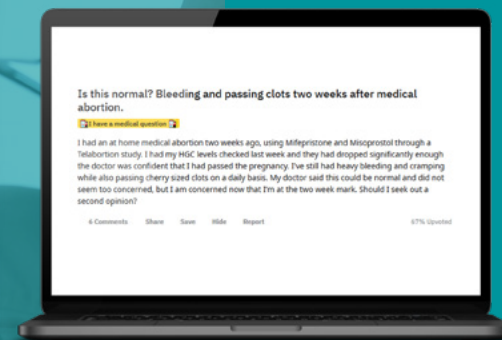 Is this normal? Bleeding and passing clots two weeks after medical
abortion.
I have a medical question
I had an at home medical abortion two weeks ago, using Mifepristone and Misoprostol through a
Telabortion study. I had my HGC levels checked last week and they had dropped significantly enough
the doctor was confident that I had passed the pregnancy. I've still had heavy bleeding and cramping
while also passing cherry sized clots on a daily basis. My doctor said this could be normal and did not
seem too concerned, but I am concerned now that I'm at the two week mark. Should I seek out a
second opinion?
6 Comments Share Save Hide Report 67% Upvoted